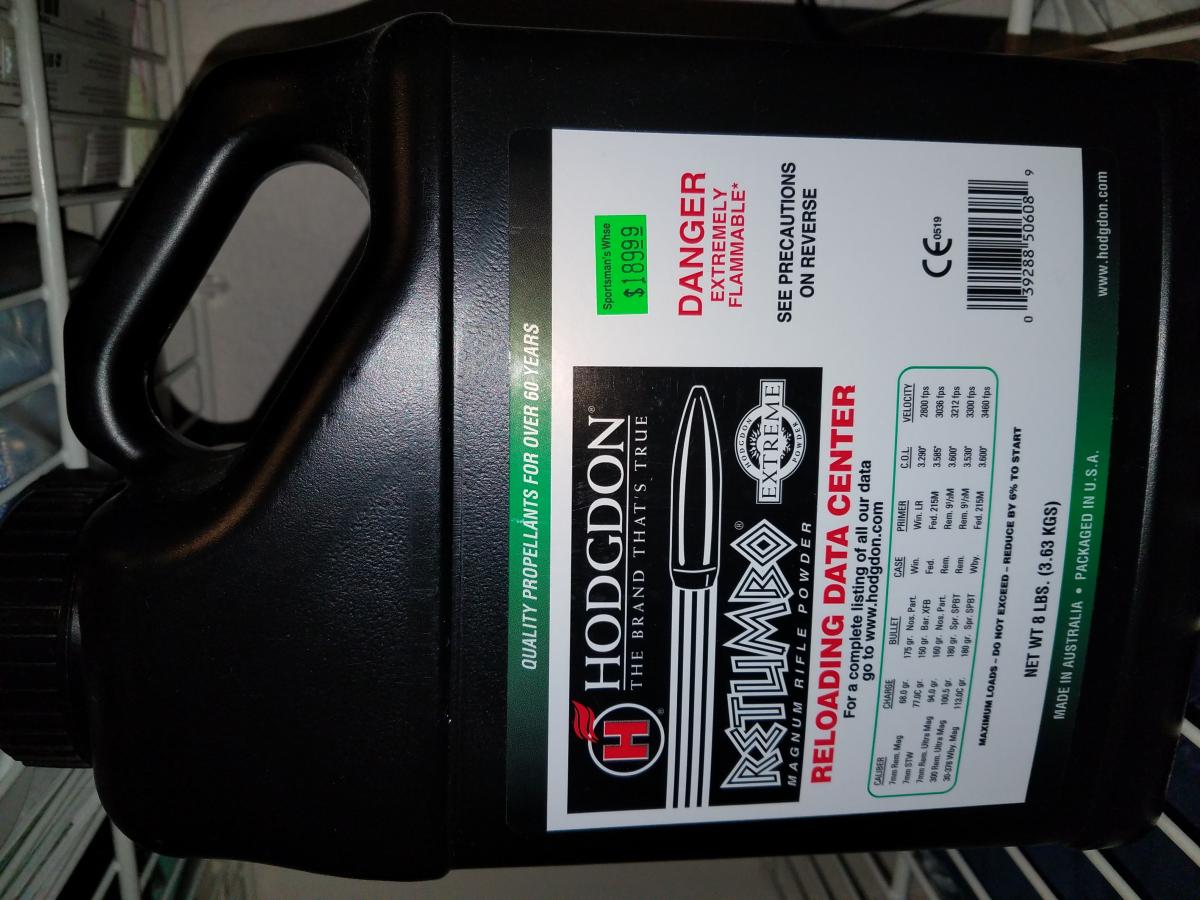 QUALITY PROPELLANTS FOR OVER 60 YEARS
H®
HODGDON®
THE BRAND THAT'S TRUE
RETUMBO®
MAGNUM RIFLE POWDER
HODGDON
EXTREME
POWDER
Sportsman's Whse
$189.99
DANGER
EXTREMELY
FLAMMABLE*
SEE PRECAUTIONS
ON REVERSE
RELOADING DATA CENTER
For a complete listing of all our data
go to www.hodgdon.com
CALIBER CHARGE BULLET CASE PRIMER C.O.L VELOCITY
7mm Rem. Mag 68.0 gr. 175 gr. Nos. Part. Win. Win. LR 3.290" 2800 fps
7mm STW 77.0C gr. 150 gr. Bar. XFB Fed. Fed. 215M 3.585" 3036 fps
7mm Rem. Ultra Mag 94.0 gr. 160 gr. Nos. Part. Rem. Rem. 9½M 3.600" 3212 fps
300 Rem. Ultra Mag 100.5 gr. 180 gr. Spr. SPBT Rem. Rem. 9½M 3.530" 3300 fps
30-378 Wby. Mag 113.0C gr. 180 gr. Spr. SPBT Wby. Fed. 215M 3.600" 3460 fps
MAXIMUM LOADS – DO NOT EXCEED – REDUCE BY 6% TO START
NET WT 8 LBS. (3.63 KGS)
CE0519
0 39288 50608 9
MADE IN AUSTRALIA • PACKAGED IN U.S.A.
www.hodgdon.com